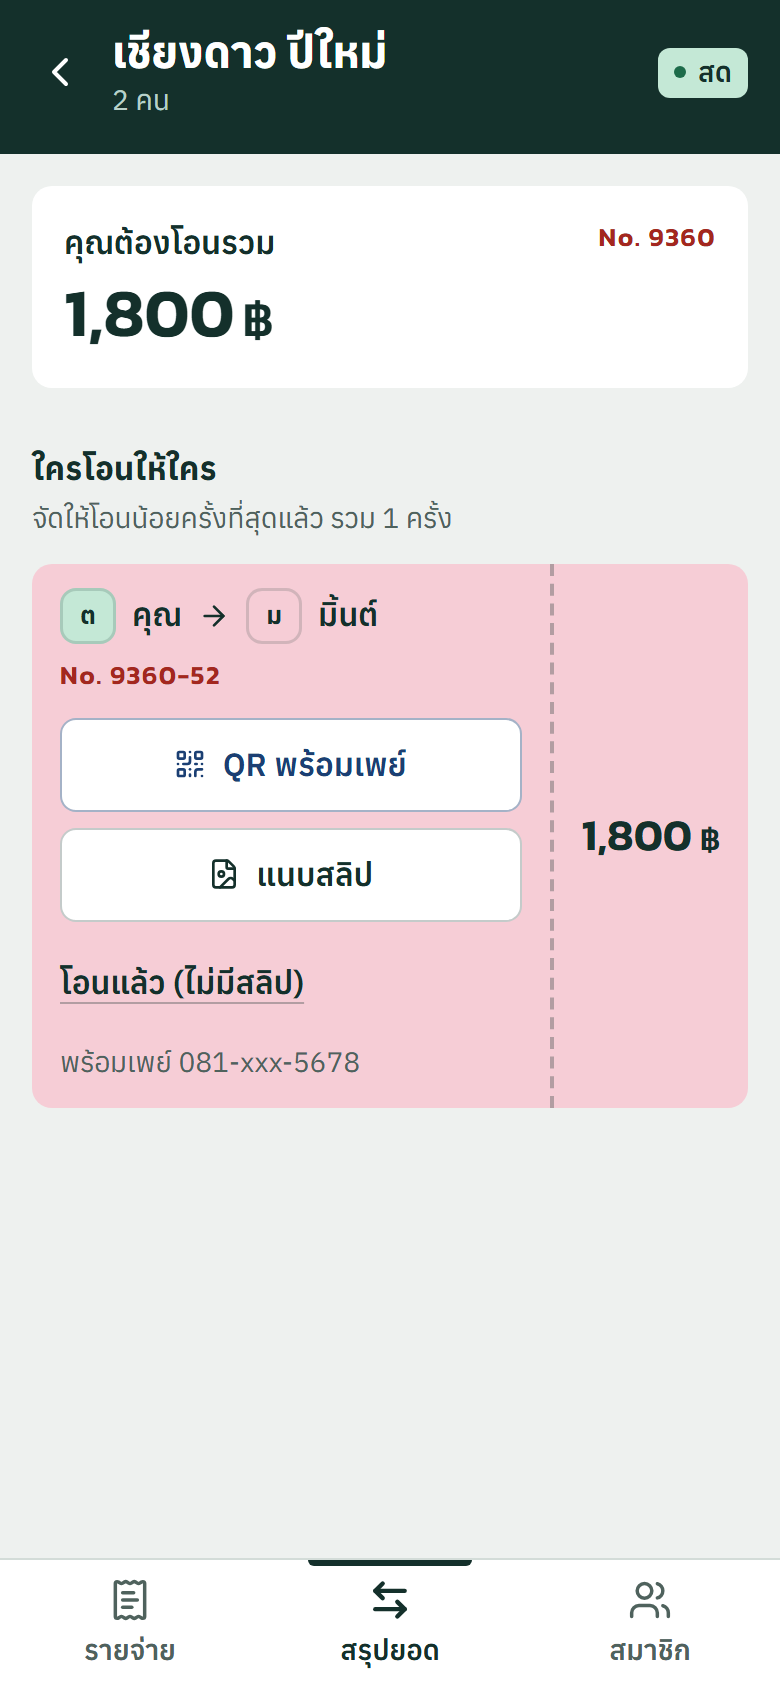 เชียงดาว ปีใหม่
2 คน
สด
คุณต้องโอนรวม
No. 9360
1,800 ฿
ใครโอนให้ใคร
จัดให้โอนน้อยครั้งที่สุดแล้ว รวม 1 ครั้ง
ต คุณ → ม มิ้นต์
No. 9360-52
QR พร้อมเพย์
แนบสลิป
1,800 ฿
โอนแล้ว (ไม่มีสลิป)
พร้อมเพย์ 081-xxx-5678
รายจ่าย
สรุปยอด
สมาชิก